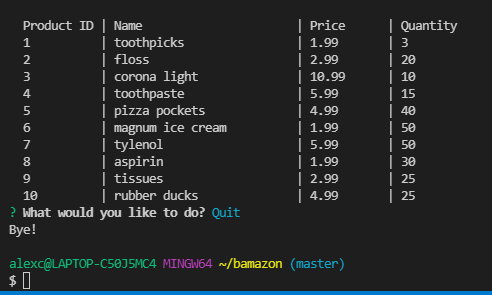 Product ID | Name | Price | Quantity
1 | toothpicks | 1.99 | 3
2 | floss | 2.99 | 20
3 | corona light | 10.99 | 10
4 | toothpaste | 5.99 | 15
5 | pizza pockets | 4.99 | 40
6 | magnum ice cream | 1.99 | 50
7 | tylenol | 5.99 | 50
8 | aspirin | 1.99 | 30
9 | tissues | 2.99 | 25
10 | rubber ducks | 4.99 | 25
? What would you like to do? Quit
Bye!
alexc@LAPTOP-C50J5MC4 MINGW64 ~/bamazon (master)
$